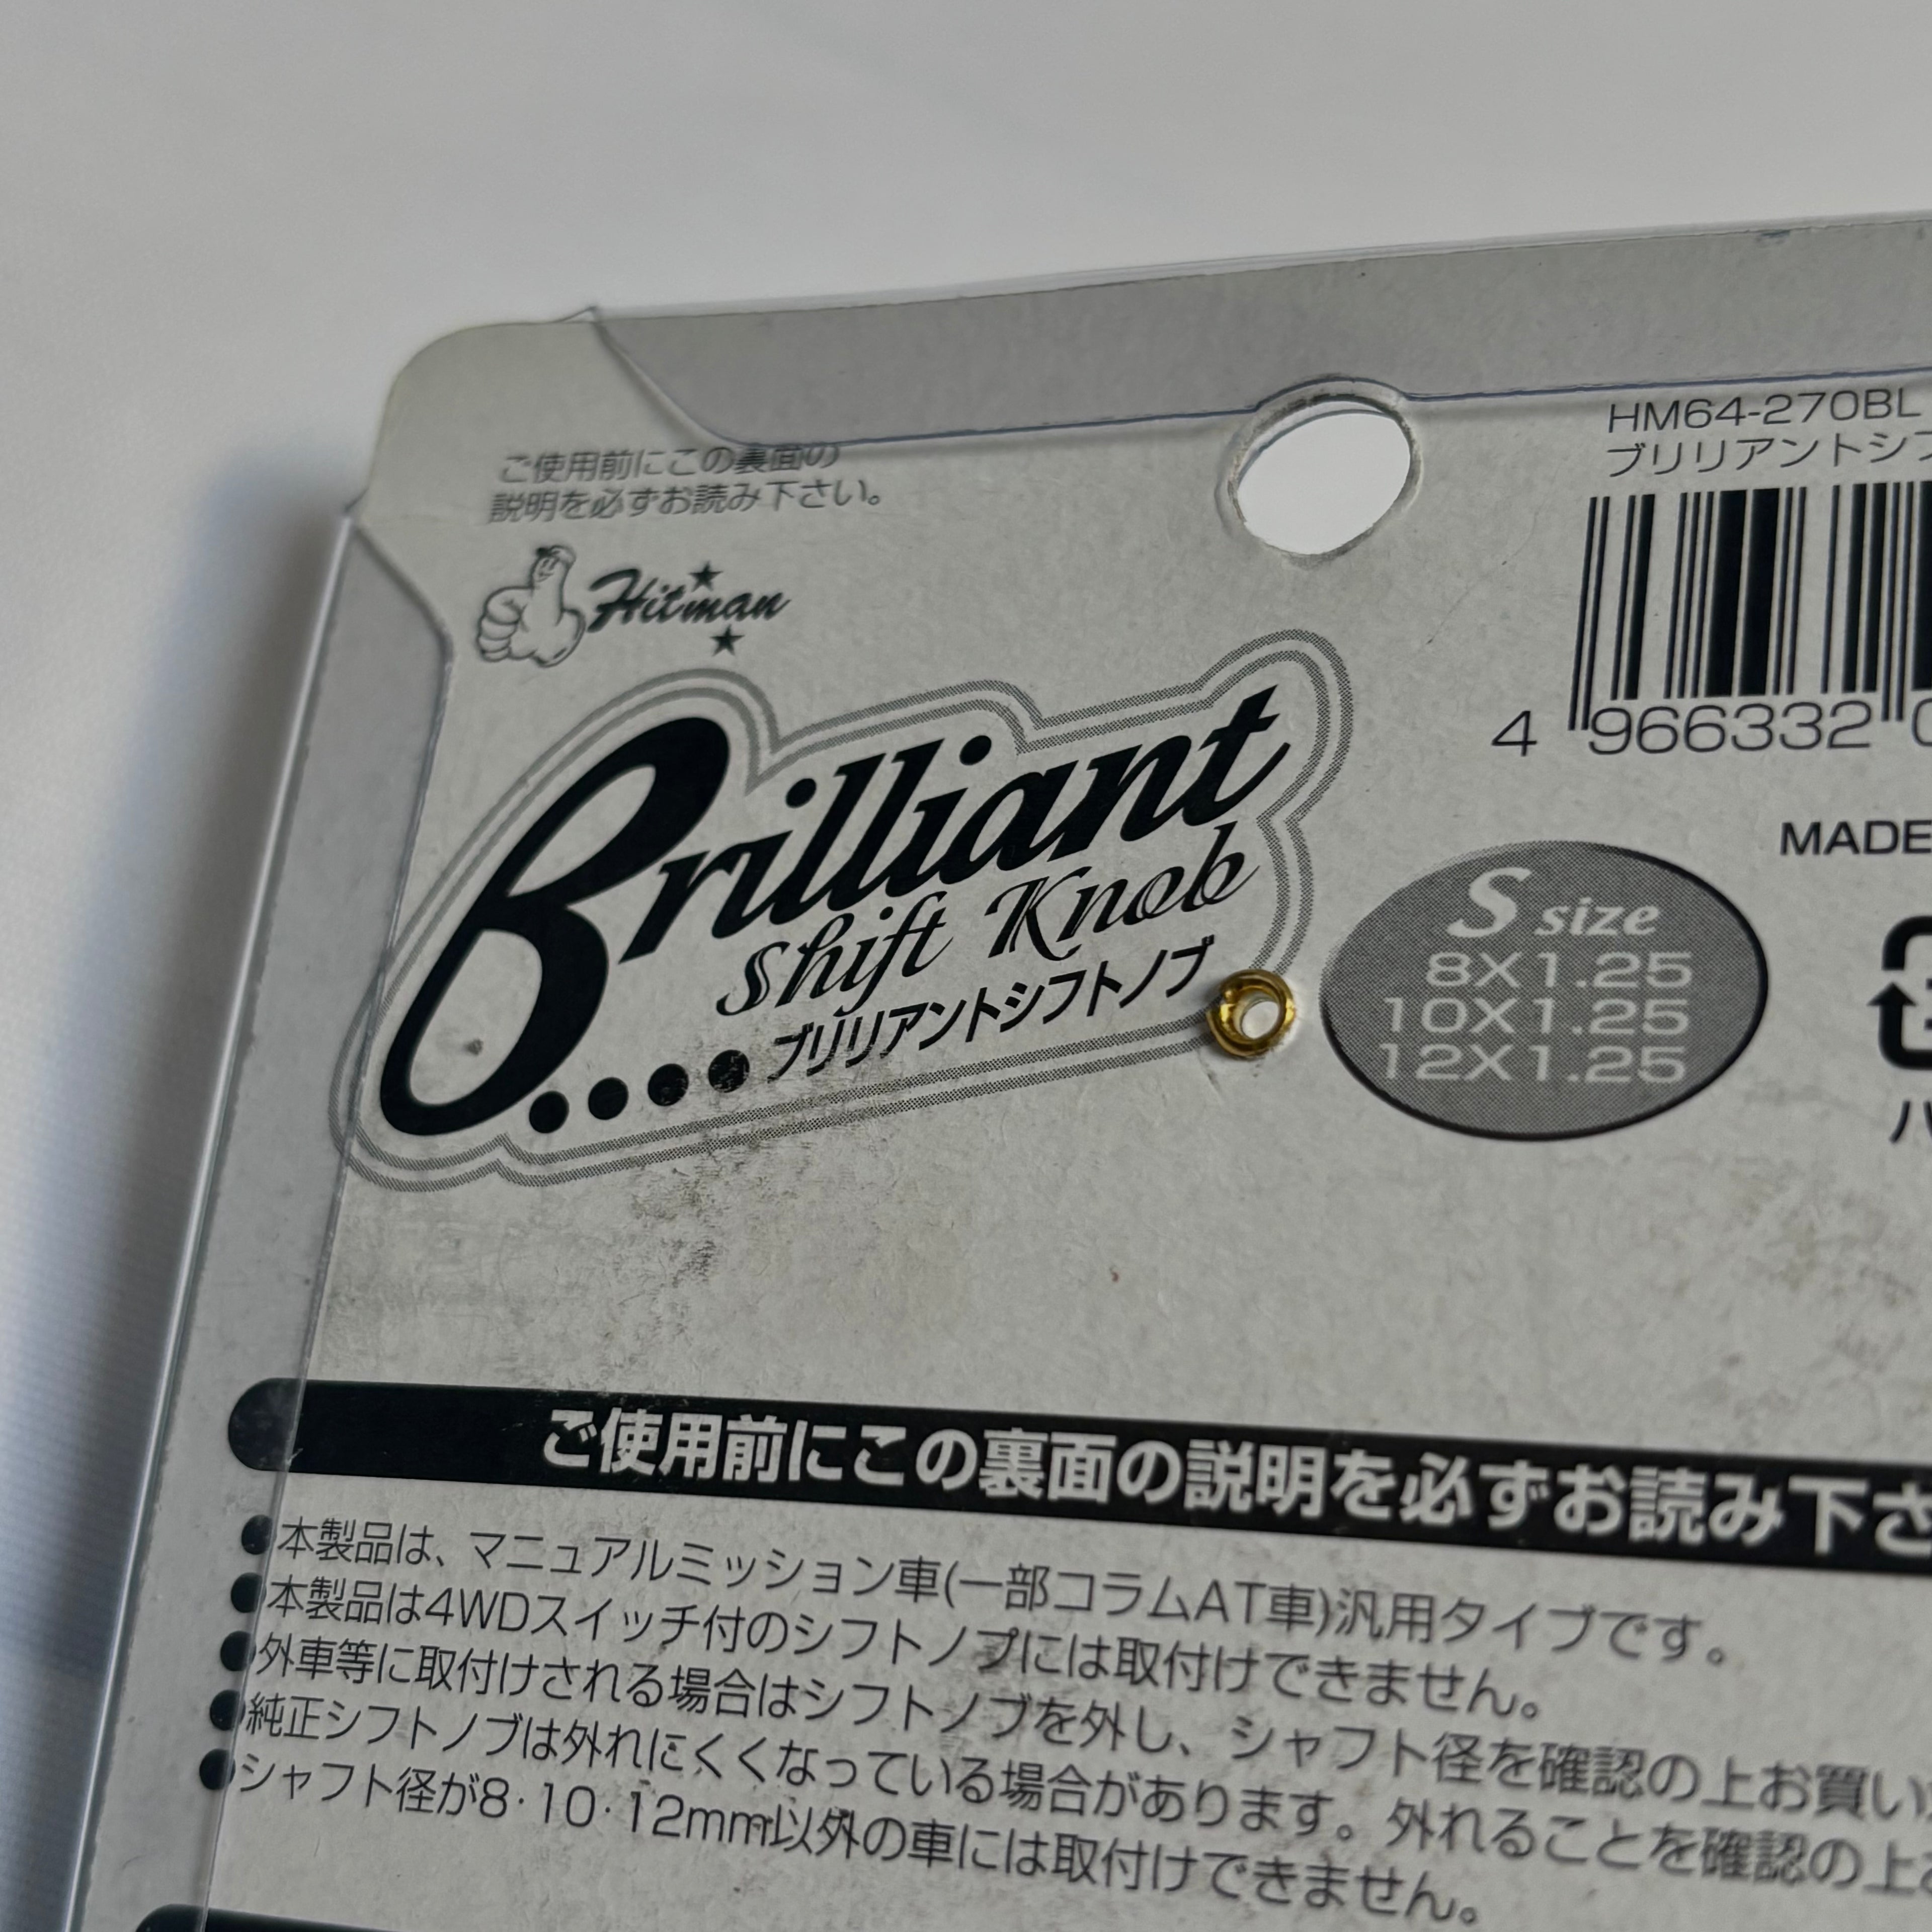 ご使用前にこの裏面の
説明を必ずお読み下さい。
Hitman
Brilliant
Shift Knob
ブリリアントシフトノブ
HM64-270BL
ブリリアントシフ
4 966332 0
MADE
S size
8X1.25
10X1.25
12X1.25
ご使用前にこの裏面の説明を必ずお読み下さ
●本製品は、マニュアルミッション車(一部コラムAT車)汎用タイプです。
●本製品は4WDスイッチ付のシフトノブには取付けできません。
●外車等に取付けされる場合はシフトノブを外し、シャフト径を確認の上お買い
●純正シフトノブは外れにくくなっている場合があります。外れることを確認の上お
●シャフト径が8·10·12mm以外の車には取付けできません。